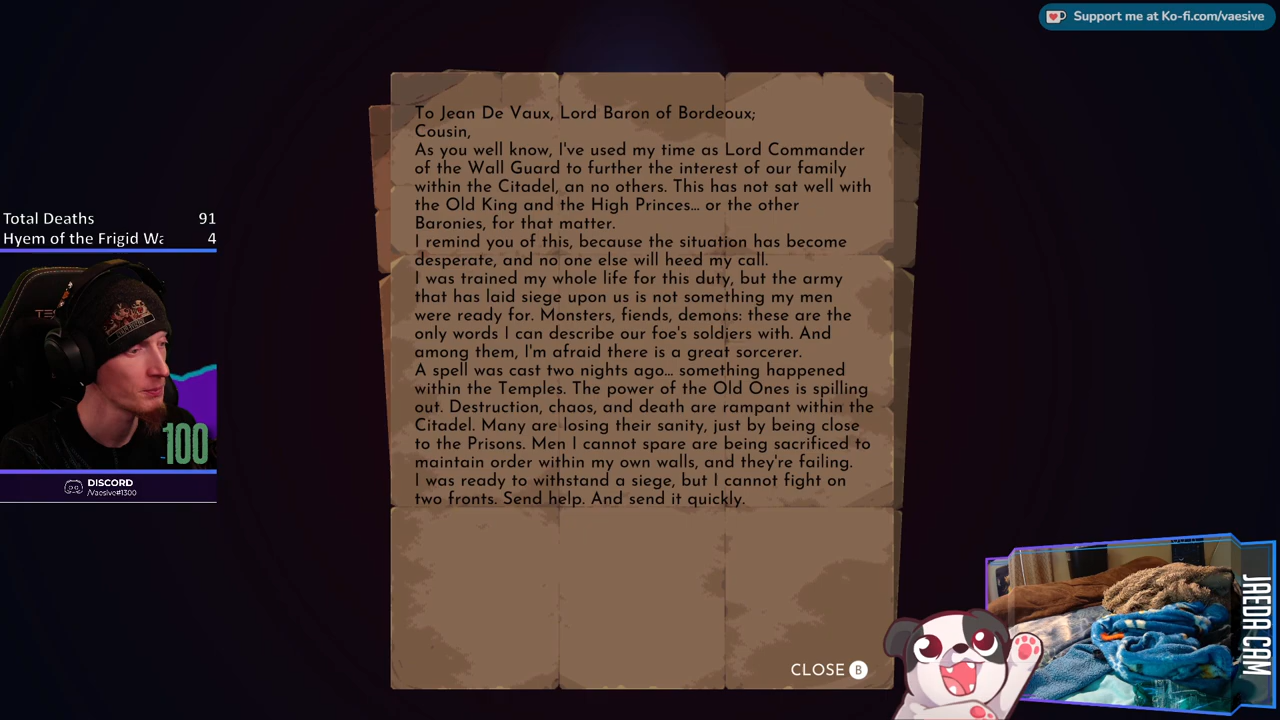 Support me at Ko-fi.com/vaesive
To Jean De Vaux, Lord Baron of Bordeoux;
Cousin,
As you well know, I've used my time as Lord Commander
of the Wall Guard to further the interest of our family
within the Citadel, an no others. This has not sat well with
the Old King and the High Princes... or the other
Baronies, for that matter.
I remind you of this, because the situation has become
desperate, and no one else will heed my call.
I was trained my whole life for this duty, but the army
that has laid siege upon us is not something my men
were ready for. Monsters, fiends, demons: these are the
only words I can describe our foe's soldiers with. And
among them, I'm afraid there is a great sorcerer.
A spell was cast two nights ago... something happened
within the Temples. The power of the Old Ones is spilling
out. Destruction, chaos, and death are rampant within the
Citadel. Many are losing their sanity, just by being close
to the Prisons. Men I cannot spare are being sacrificed to
maintain order within my own walls, and they're failing.
I was ready to withstand a siege, but I cannot fight on
two fronts. Send help. And send it quickly.
CLOSE B
Total Deaths 91
Hyem of the Frigid Wa 4
-100
DISCORD
/Vaesive#1300
JAEDA CAM